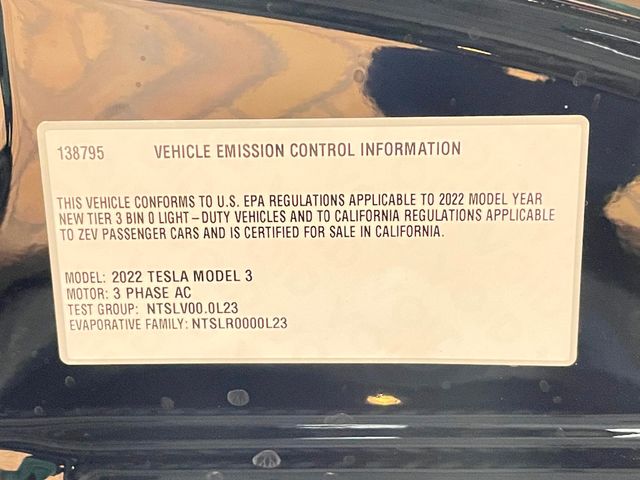 138795 VEHICLE EMISSION CONTROL INFORMATION
THIS VEHICLE CONFORMS TO U.S. EPA REGULATIONS APPLICABLE TO 2022 MODEL YEAR
NEW TIER 3 BIN 0 LIGHT-DUTY VEHICLES AND TO CALIFORNIA REGULATIONS APPLICABLE
TO ZEV PASSENGER CARS AND IS CERTIFIED FOR SALE IN CALIFORNIA.
MODEL: 2022 TESLA MODEL 3
MOTOR: 3 PHASE AC
TEST GROUP: NTSLV00.0L23
EVAPORATIVE FAMILY: NTSLR0000L23